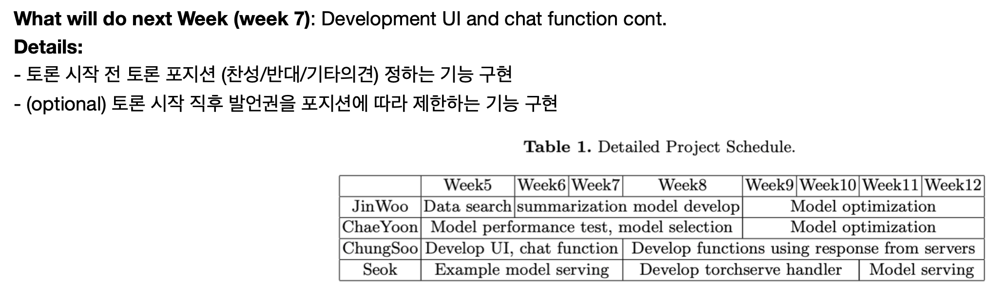 What will do next Week (week 7): Development UI and chat function cont.
Details:
- 토론 시작 전 토론 포지션 (찬성/반대/기타의견) 정하는 기능 구현
- (optional) 토론 시작 직후 발언권을 포지션에 따라 제한하는 기능 구현
Table 1. Detailed Project Schedule.
Week5 Week6 Week7 Week8 Week9 Week10 Week11 Week12
JinWoo Data search summarization model develop Model optimization
ChaeYoon Model performance test, model selection Model optimization
ChungSoo Develop UI, chat function Develop functions using response from servers
Seok Example model serving Develop torchserve handler Model serving